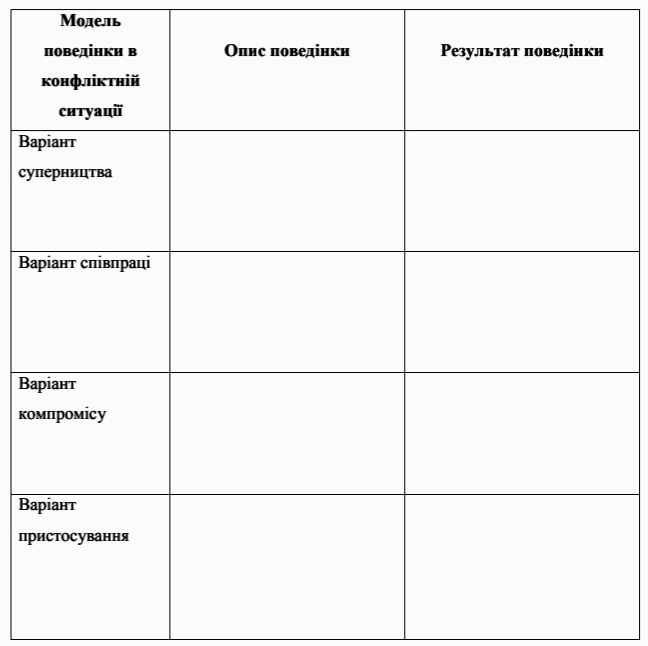 Модель
поведінки в
конфліктній
ситуації
Опис поведінки
Результат поведінки
Варіант
суперництва
Варіант співпраці
Варіант
компромісу
Варіант
пристосування